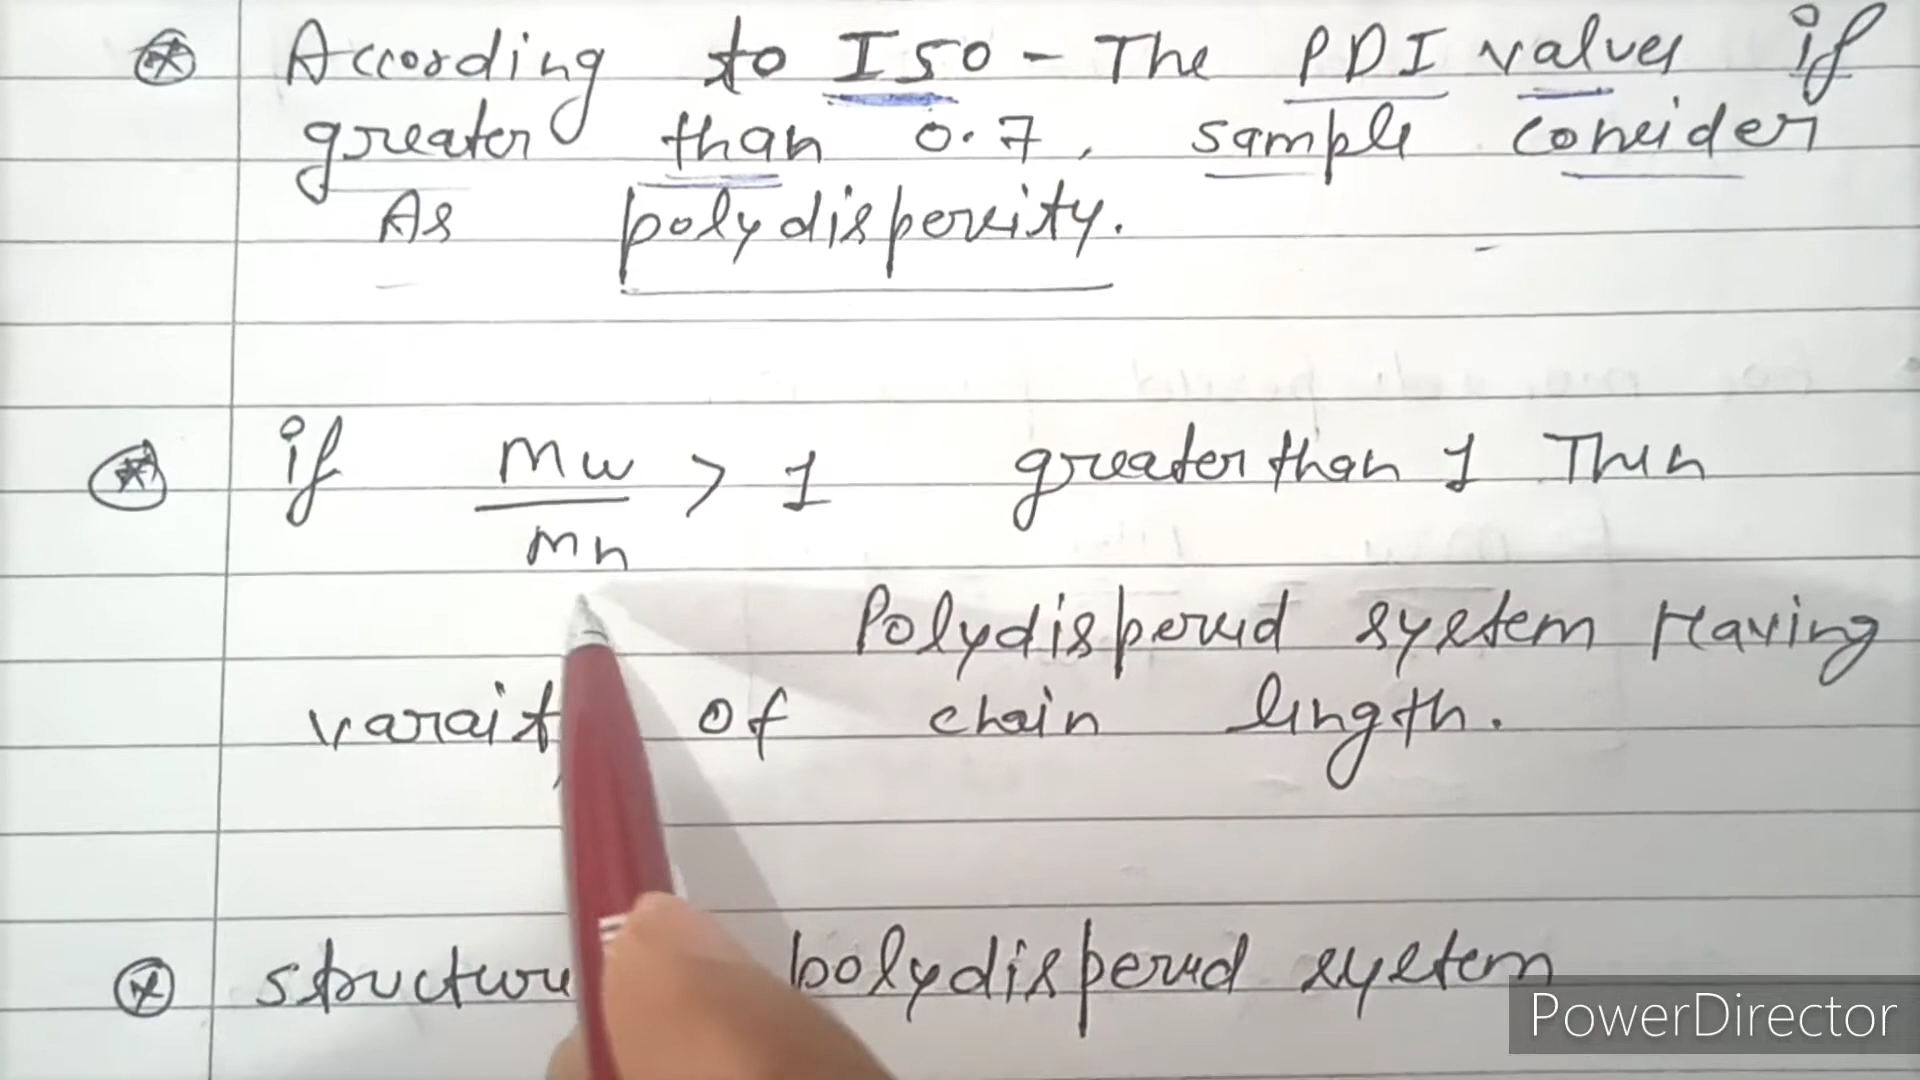 According to ISO - The PDI values if
greater than 0.7, sample consider
As polydispersity.
if Mw > 1 greater than 1 Then
Mn
Polydispersed system Having
varait of chain length.
structure polydispersed system
PowerDirector